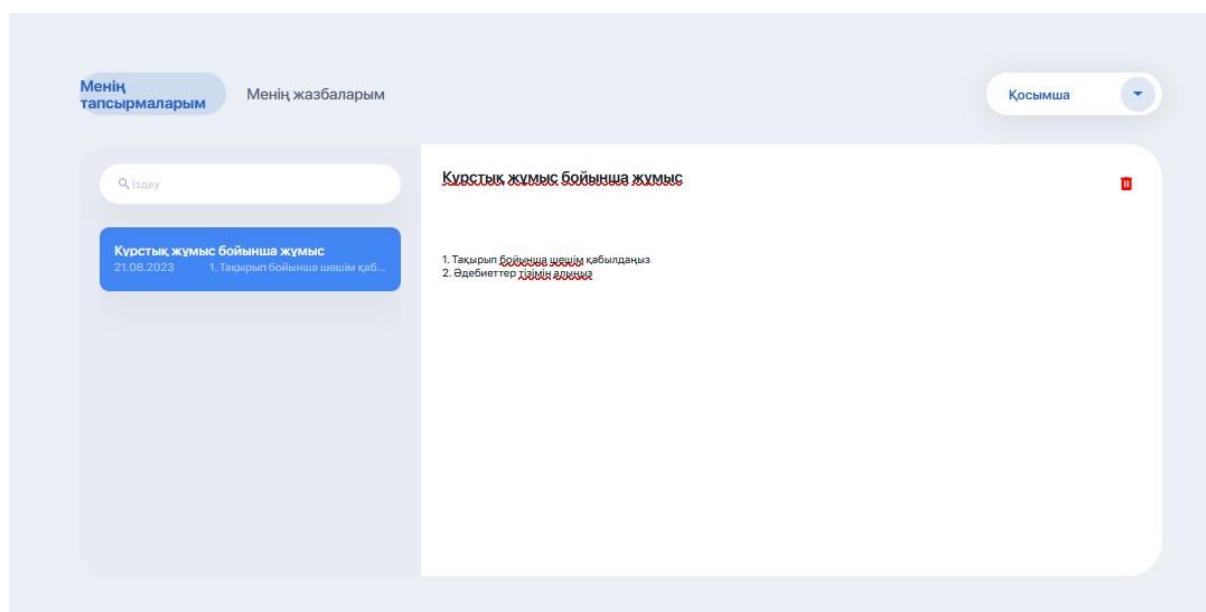 Менің
тапсырмаларым
Менің жазбаларым
Қосымша
Іздеу
Курстық жұмыс бойынша жұмыс
21.08.2023 1. Тақырып бойынша шешім қаб...
Курстық жұмыс бойынша жұмыс
1. Тақырып бойынша шешім қабылдаңыз
2. Әдебиеттер тізімін алыңыз